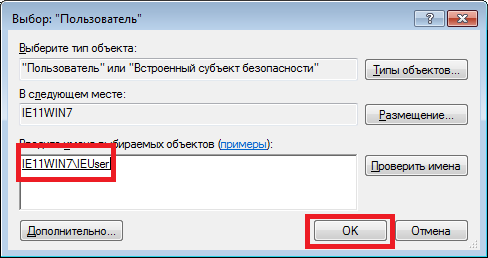 Выбор: "Пользователь"
Выберите тип объекта:
"Пользователь" или "Встроенный субъект безопасности"
Типы объектов...
В следующем месте:
IE11WIN7
Размещение...
Введите имена выбираемых объектов (примеры):
IE11WIN7\IEUser
Проверить имена
Дополнительно...
OK
Отмена